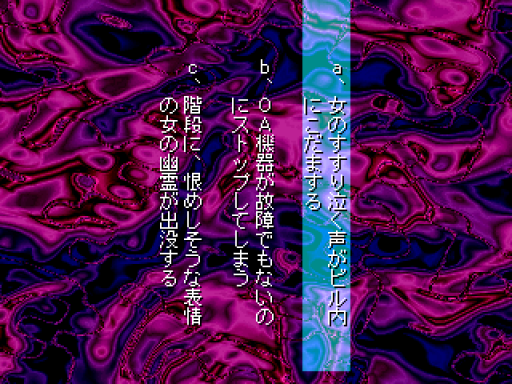 a、女のすすり泣く声がビル内
にこだまする
b、OA機器が故障でもないの
にストップしてしまう
c、階段に、恨めしそうな表情
の女の幽霊が出没する